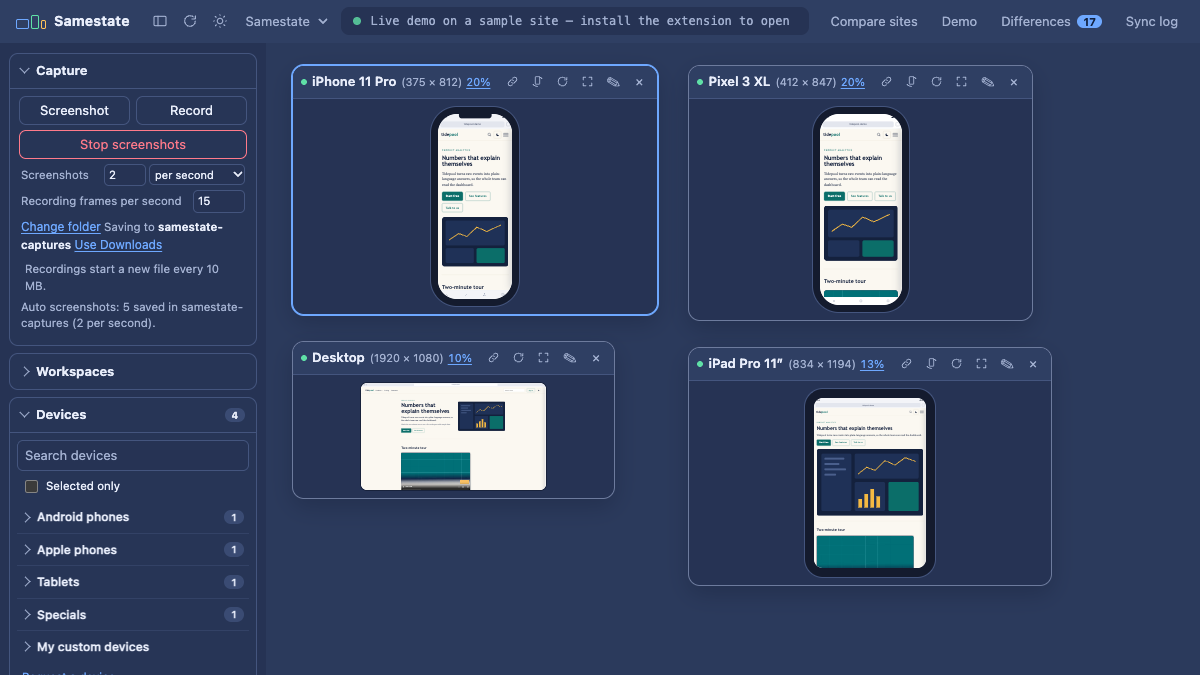 Samestate
Samestate
Live demo on a sample site — install the extension to open
Compare sites
Demo
Differences 17
Sync log
Capture
Screenshot
Record
Stop screenshots
Screenshots 2 per second
Recording frames per second 15
Change folder Saving to samestate-
captures Use Downloads
Recordings start a new file every 10
MB.
Auto screenshots: 5 saved in samestate-
captures (2 per second).
Workspaces
Devices 4
Search devices
Selected only
Android phones 1
Apple phones 1
Tablets 1
Specials 1
My custom devices
iPhone 11 Pro (375 × 812) 20%
Numbers that explain
themselves
Two-minute tour
Pixel 3 XL (412 × 847) 20%
Numbers that explain
themselves
Two-minute tour
Desktop (1920 × 1080) 10%
Numbers that explain
themselves
Two-minute tour
iPad Pro 11″ (834 × 1194) 13%
Numbers that explain themselves
Two-minute tour